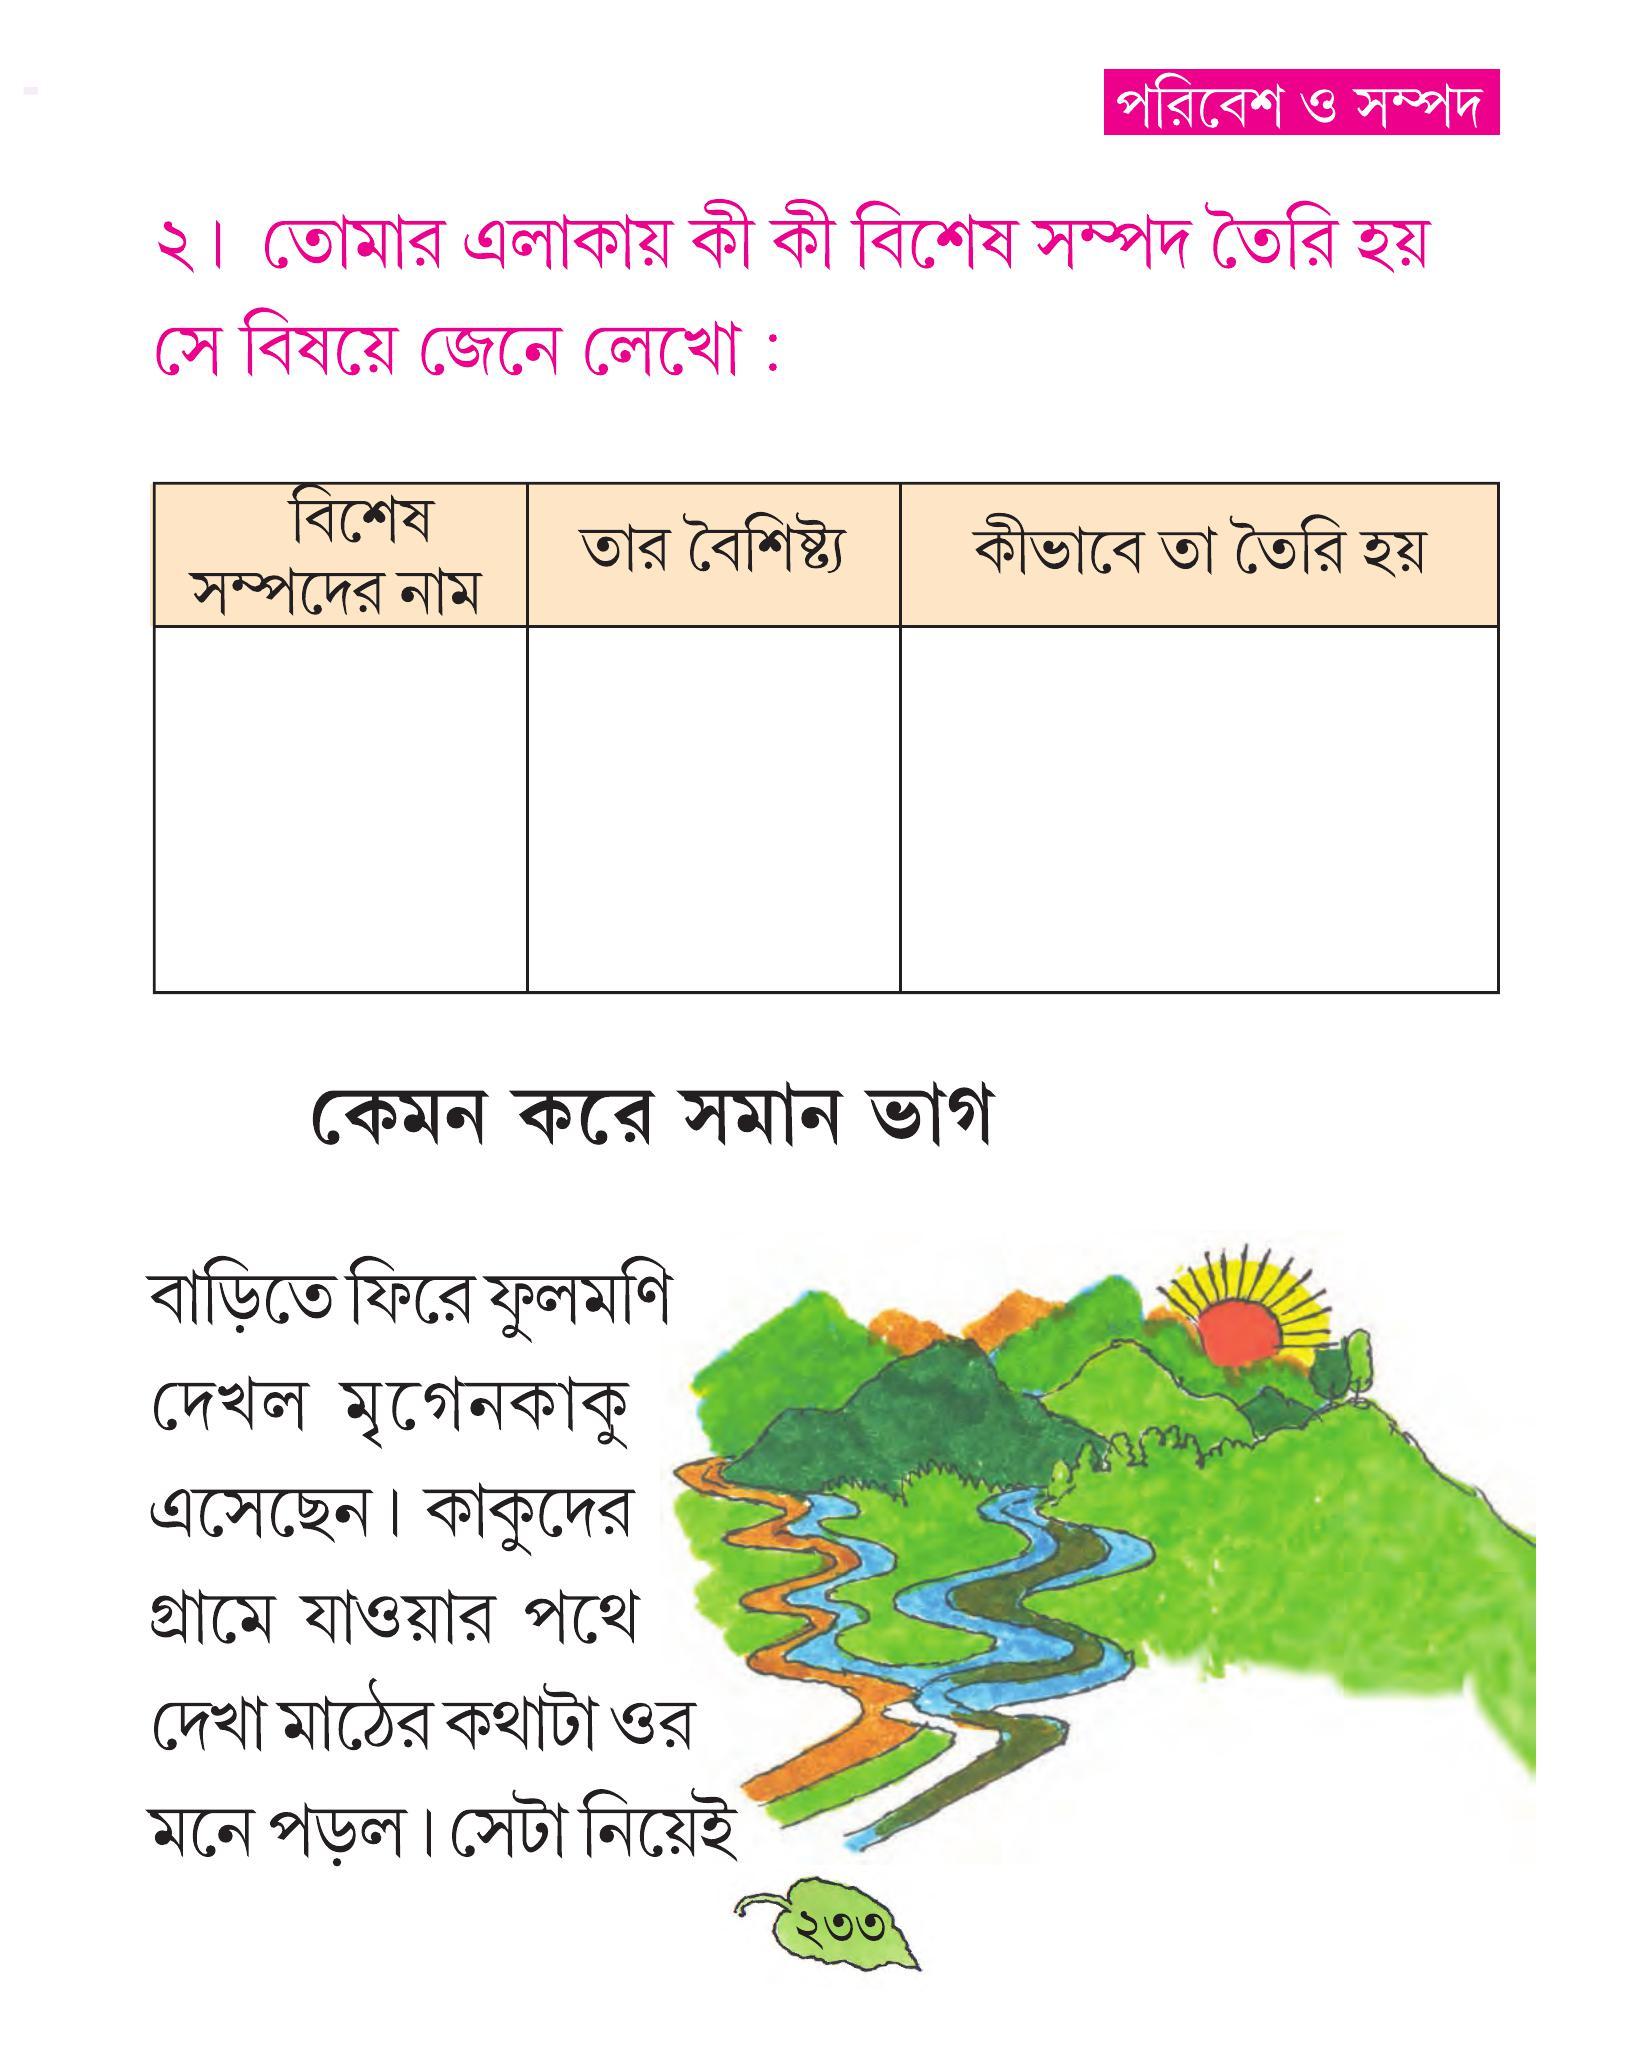 পরিবেশ ও সম্পদ
২। তোমার এলাকায় কী কী বিশেষ সম্পদ তৈরি হয়
সে বিষয়ে জেনে লেখো :
বিশেষ
সম্পদের নাম
তার বৈশিষ্ট্য
কীভাবে তা তৈরি হয়
কেমন করে সমান ভাগ
বাড়িতে ফিরে ফুলমণি
দেখল মৃগেনকাকু
এসেছেন। কাকুদের
গ্রামে যাওয়ার পথে
দেখা মাঠের কথাটা ওর
মনে পড়ল। সেটা নিয়েই
২৩৩